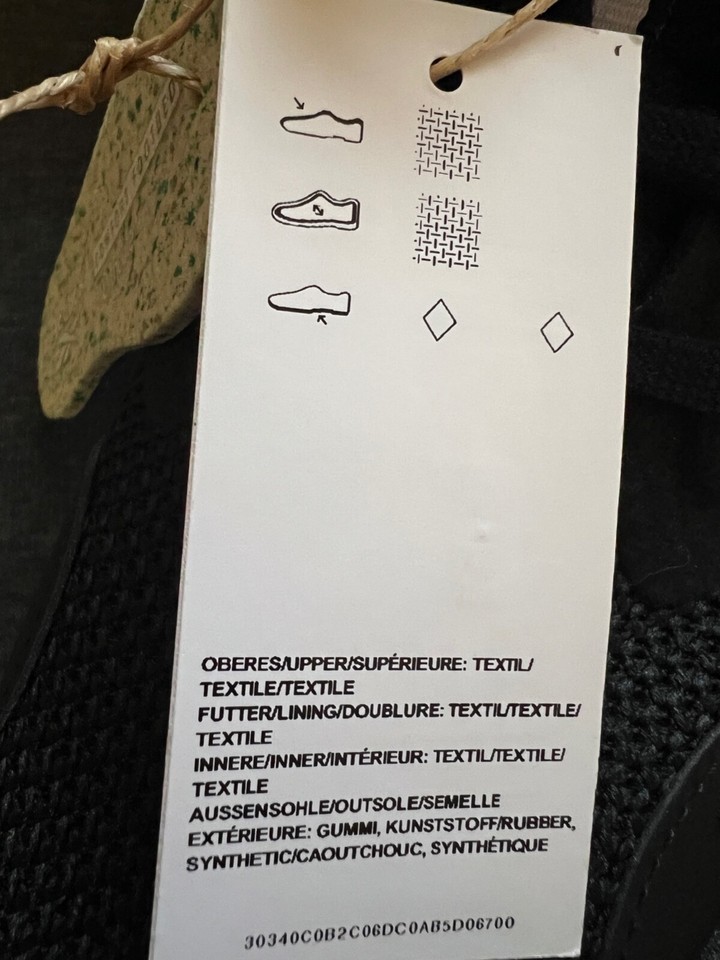 OBERES/UPPER/SUPÉRIEURE: TEXTIL/
TEXTILE/TEXTILE
FUTTER/LINING/DOUBLURE: TEXTIL/TEXTILE/
TEXTILE
INNERE/INNER/INTÉRIEUR: TEXTIL/TEXTILE/
TEXTILE
AUSSENSOHLE/OUTSOLE/SEMELLE
EXTÉRIEURE: GUMMI, KUNSTSTOFF/RUBBER,
SYNTHETIC/CAOUTCHOUC, SYNTHÉTIQUE
30340C0B2C06DC0AB5D06700